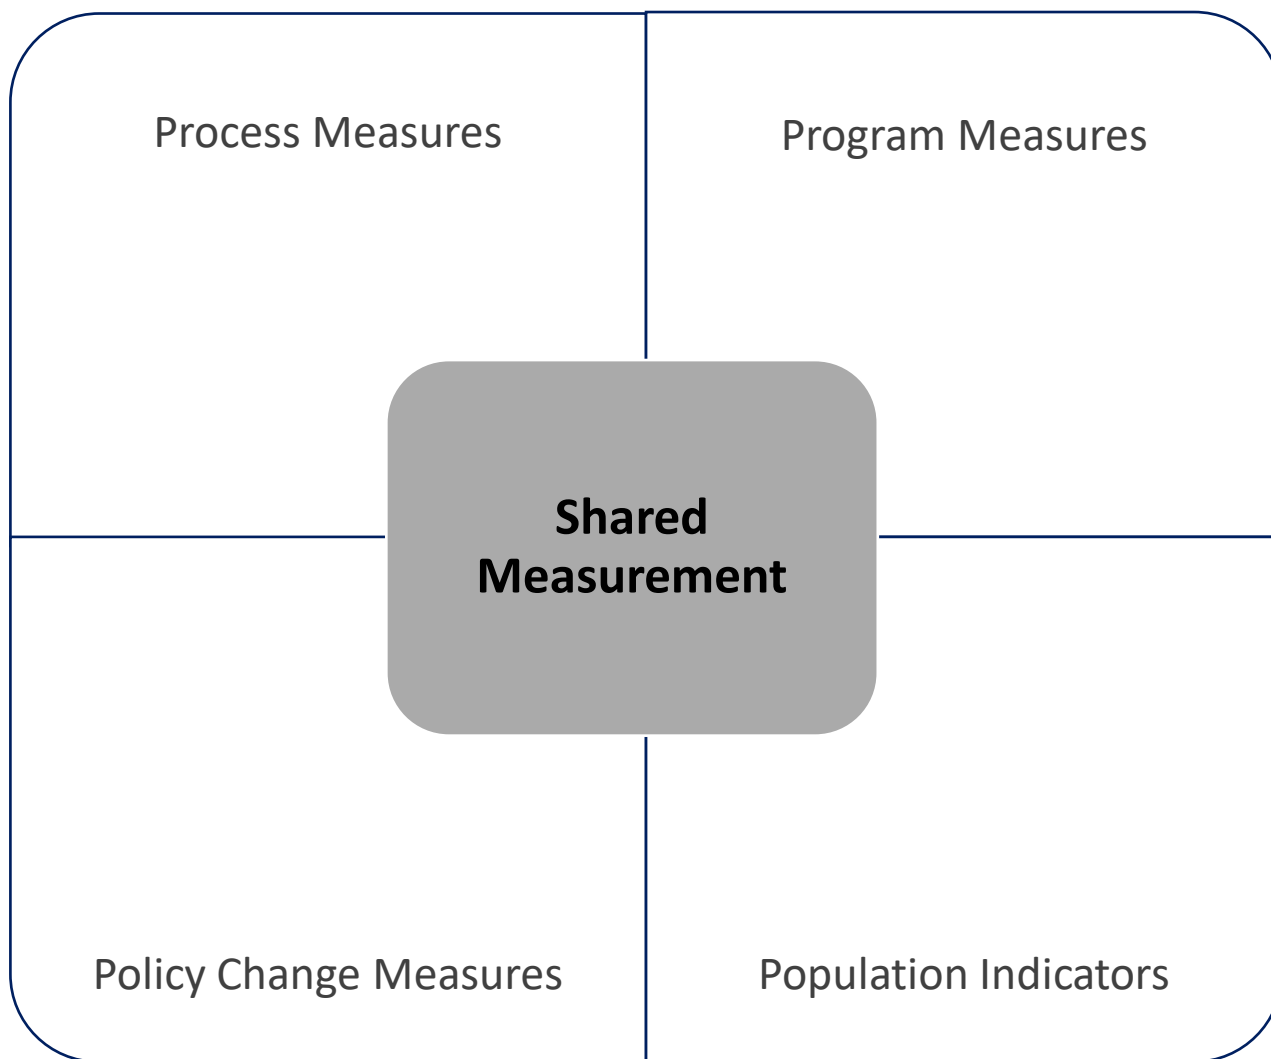 Process Measures
Program Measures
Shared
Measurement
Policy Change Measures
Population Indicators